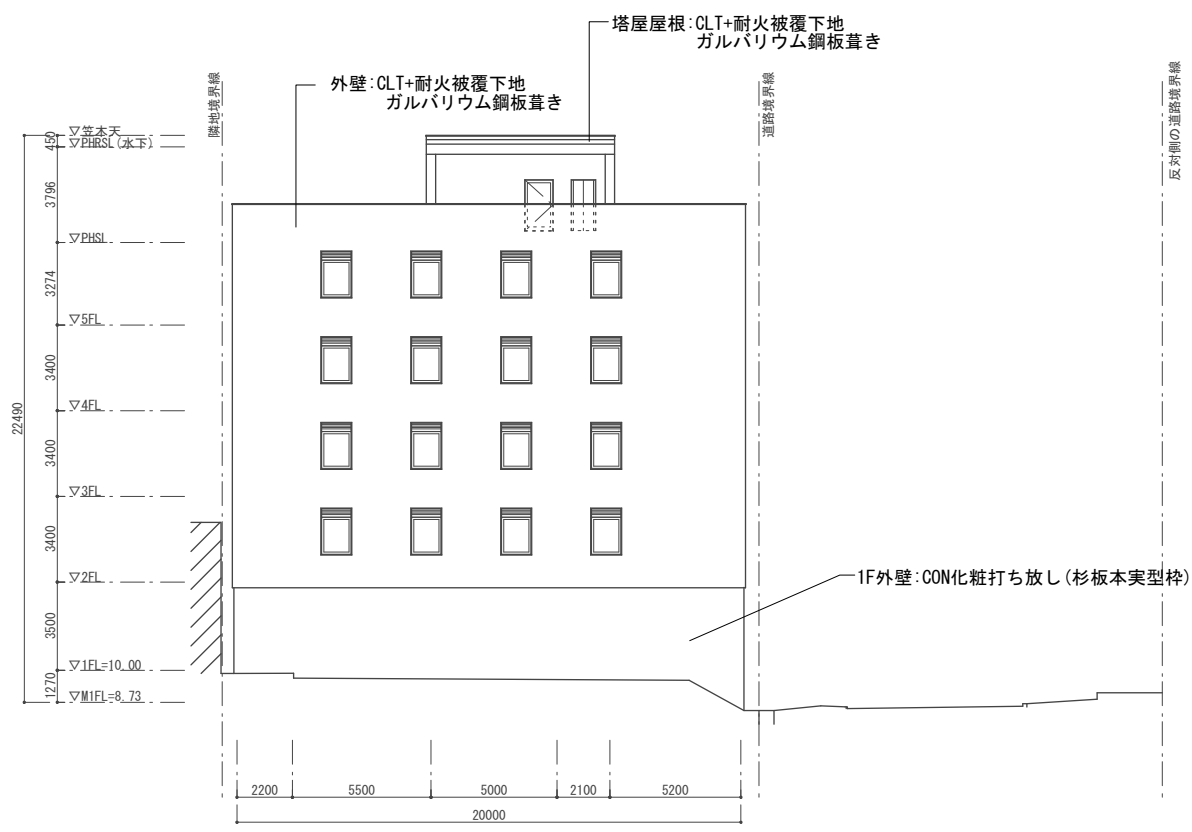 塔屋屋根:CLT+耐火被覆下地
ガルバリウム鋼板葺き
外壁:CLT+耐火被覆下地
ガルバリウム鋼板葺き
隣地境界線
道路境界線
反対側の道路境界線
▽笠木天
▽PHRSL(水下)
▽PHSL
▽5FL
▽4FL
▽3FL
▽2FL
▽1FL=10.00
▽M1FL=8.73
450
3796
3274
3400
3400
3400
3500
1270
22490
1F外壁:CON化粧打ち放し(杉板本実型枠)
2200
5500
5000
2100
5200
20000